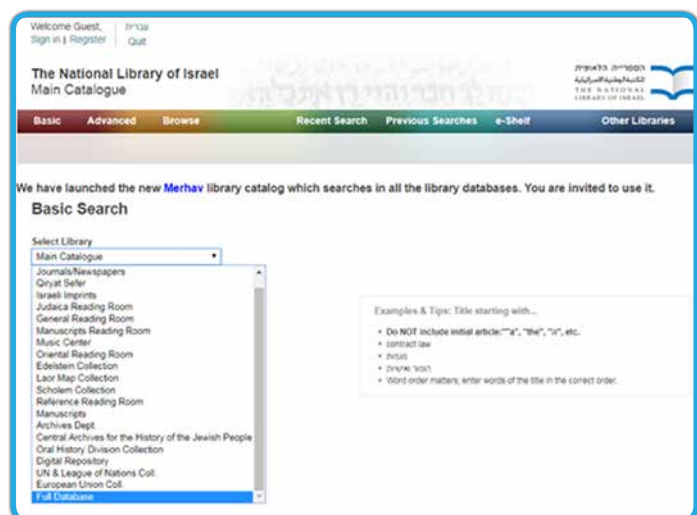 Welcome Guest, עברית
Sign in | Register Quit
The National Library of Israel
Main Catalogue
הספרייה הלאומית
THE NATIONAL
LIBRARY OF ISRAEL
Basic Advanced Browse Recent Search Previous Searches e-Shelf Other Libraries
We have launched the new Merhav library catalog which searches in all the library databases. You are invited to use it.
Basic Search
Select Library
Main Catalogue
Journals/Newspapers
Qiryat Sefer
Israeli Imprints
Judaica Reading Room
General Reading Room
Manuscripts Reading Room
Music Center
Oriental Reading Room
Edelstein Collection
Laor Map Collection
Scholem Collection
Reference Reading Room
Manuscripts
Archives Dept.
Central Archives for the History of the Jewish People
Oral History Division Collection
Digital Repository
UN & League of Nations Coll.
European Union Coll.
Full Database
Examples & Tips: Title starting with...
Do NOT include initial article: "a", "the", "ה", etc.
contract law
Word order matters, enter words of the title in the correct order.